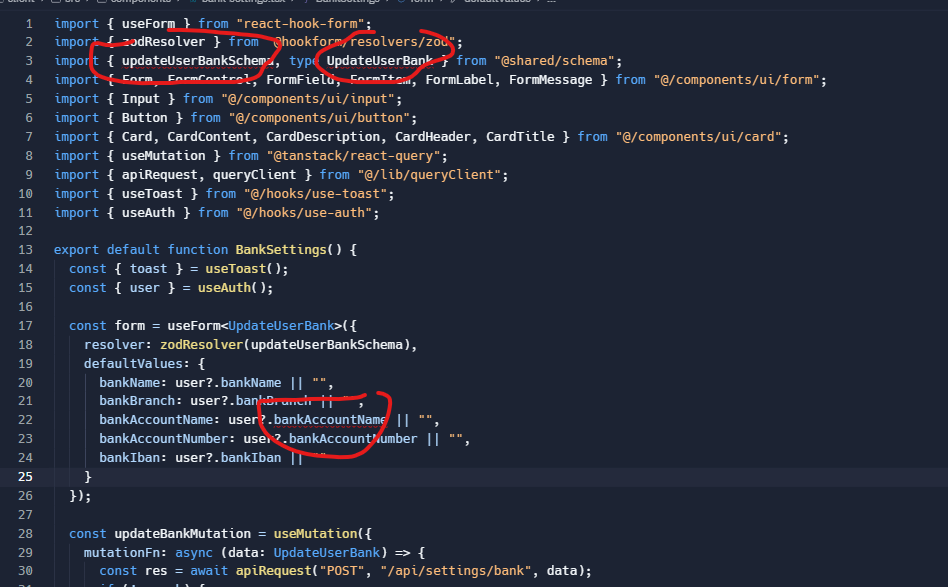 client > src > components > bank-settings.tsx > BankSettings > form > defaultValues > ...
1 import { useForm } from "react-hook-form";
2 import { zodResolver } from "@hookform/resolvers/zod";
3 import { updateUserBankSchema, type UpdateUserBank } from "@shared/schema";
4 import { Form, FormControl, FormField, FormItem, FormLabel, FormMessage } from "@/components/ui/form";
5 import { Input } from "@/components/ui/input";
6 import { Button } from "@/components/ui/button";
7 import { Card, CardContent, CardDescription, CardHeader, CardTitle } from "@/components/ui/card";
8 import { useMutation } from "@tanstack/react-query";
9 import { apiRequest, queryClient } from "@/lib/queryClient";
10 import { useToast } from "@/hooks/use-toast";
11 import { useAuth } from "@/hooks/use-auth";
12
13 export default function BankSettings() {
14 const { toast } = useToast();
15 const { user } = useAuth();
16
17 const form = useForm<UpdateUserBank>({
18 resolver: zodResolver(updateUserBankSchema),
19 defaultValues: {
20 bankName: user?.bankName || "",
21 bankBranch: user?.bankBranch || "",
22 bankAccountName: user?.bankAccountName || "",
23 bankAccountNumber: user?.bankAccountNumber || "",
24 bankIban: user?.bankIban || ""
25 }
26 });
27
28 const updateBankMutation = useMutation({
29 mutationFn: async (data: UpdateUserBank) => {
30 const res = await apiRequest("POST", "/api/settings/bank", data);